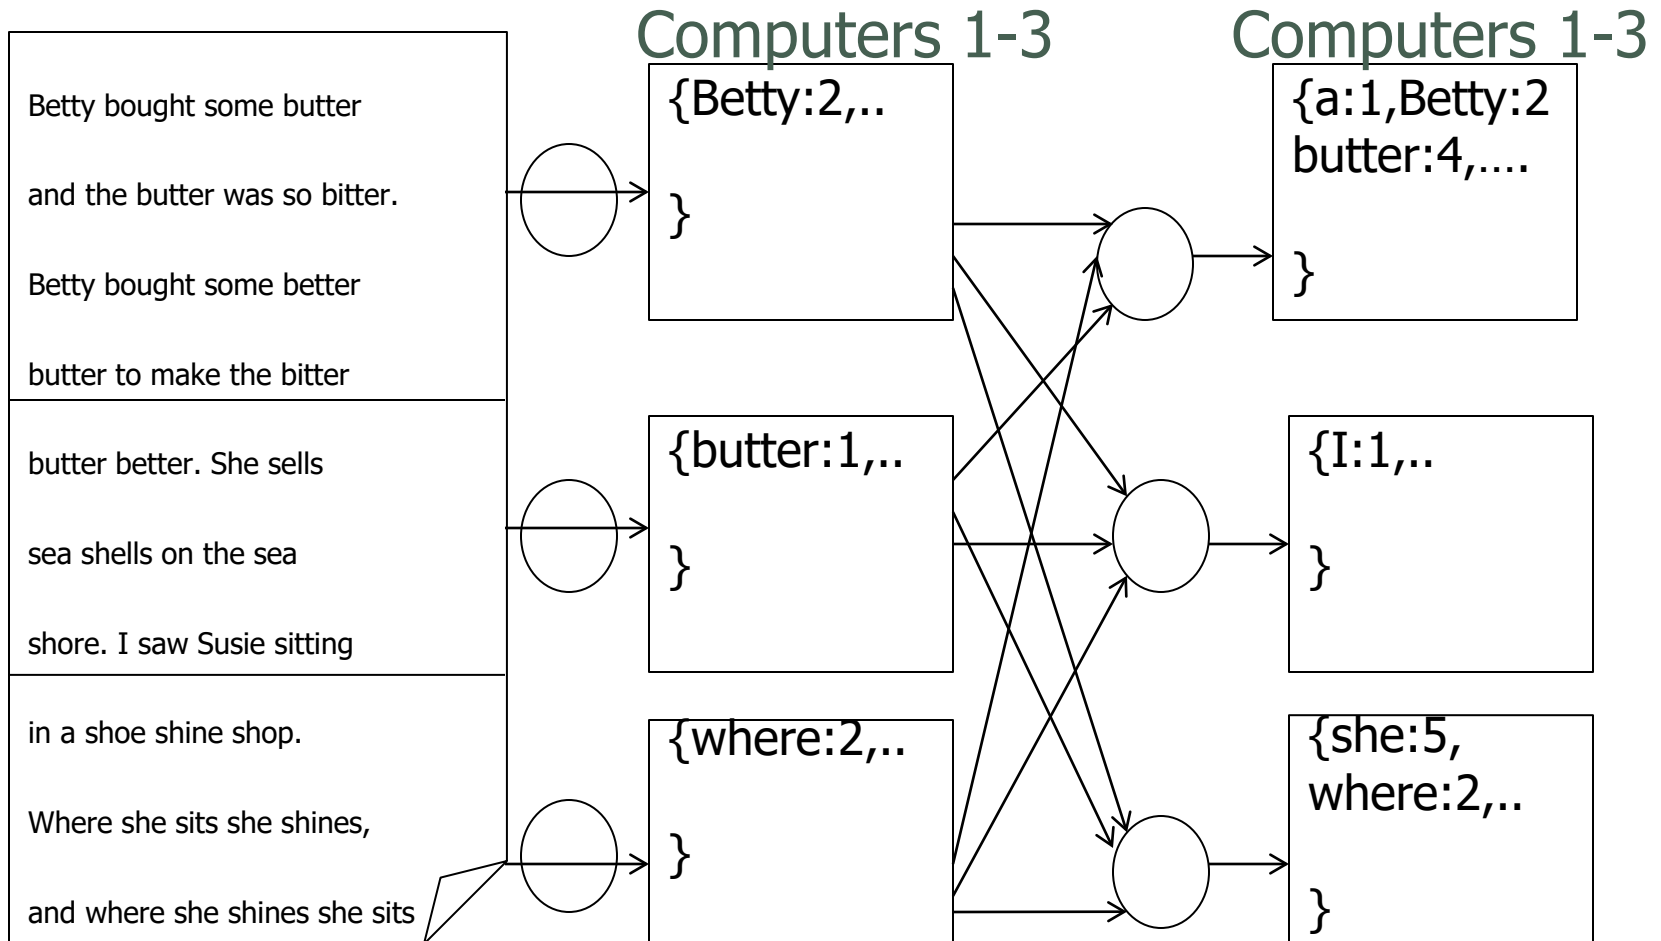 Computers 1-3
Computers 1-3
Betty bought some butter
and the butter was so bitter.
Betty bought some better
butter to make the bitter
butter better. She sells
sea shells on the sea
shore. I saw Susie sitting
in a shoe shine shop.
Where she sits she shines,
and where she shines she sits
{Betty:2,..
}
{butter:1,..
}
{where:2,..
}
{a:1,Betty:2
butter:4,....
}
{I:1,..
}
{she:5,
where:2,..
}